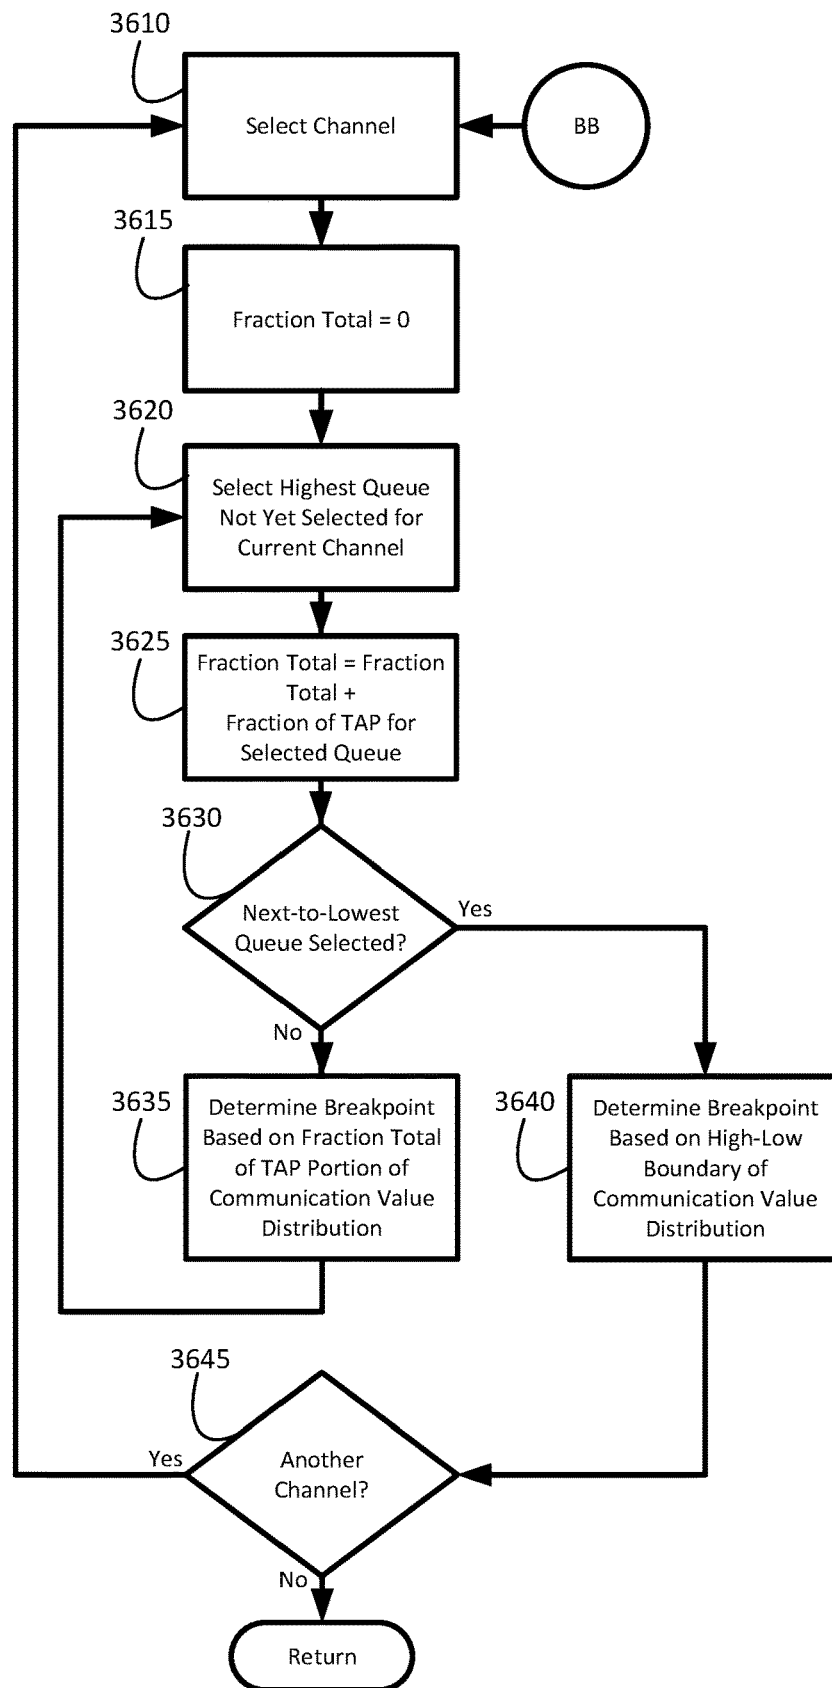 3610
Select Channel
BB
3615
Fraction Total = 0
3620
Select Highest Queue
Not Yet Selected for
Current Channel
3625
Fraction Total = Fraction
Total +
Fraction of TAP for
Selected Queue
3630
Next-to-Lowest
Queue Selected?
Yes
No
3635
Determine Breakpoint
Based on Fraction Total
of TAP Portion of
Communication Value
Distribution
3640
Determine Breakpoint
Based on High-Low
Boundary of
Communication Value
Distribution
3645
Yes
Another
Channel?
No
Return